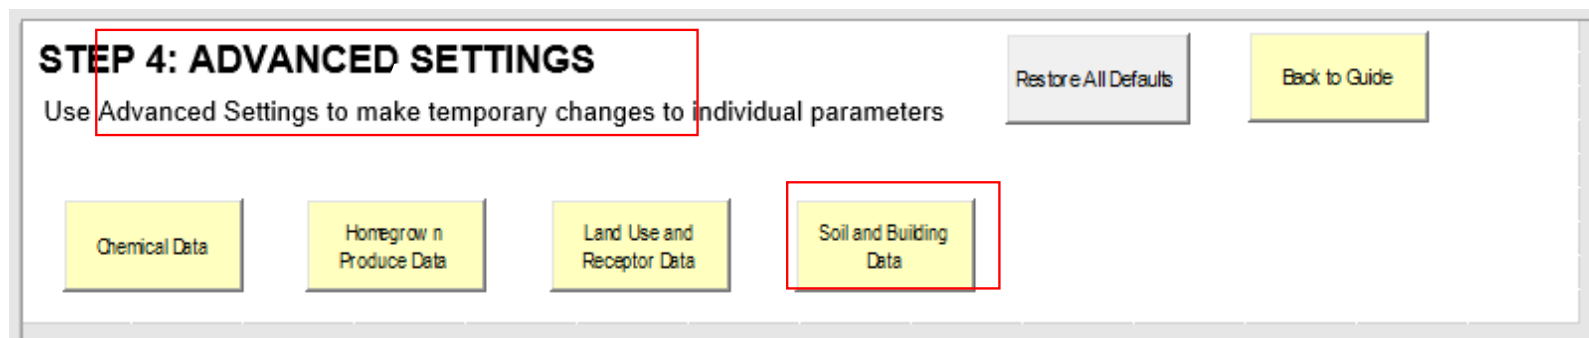 STEP 4: ADVANCED SETTINGS
Use Advanced Settings to make temporary changes to individual parameters
Restore All Defaults
Back to Guide
Chemical Data
Homegrown
Produce Data
Land Use and
Receptor Data
Soil and Building
Data